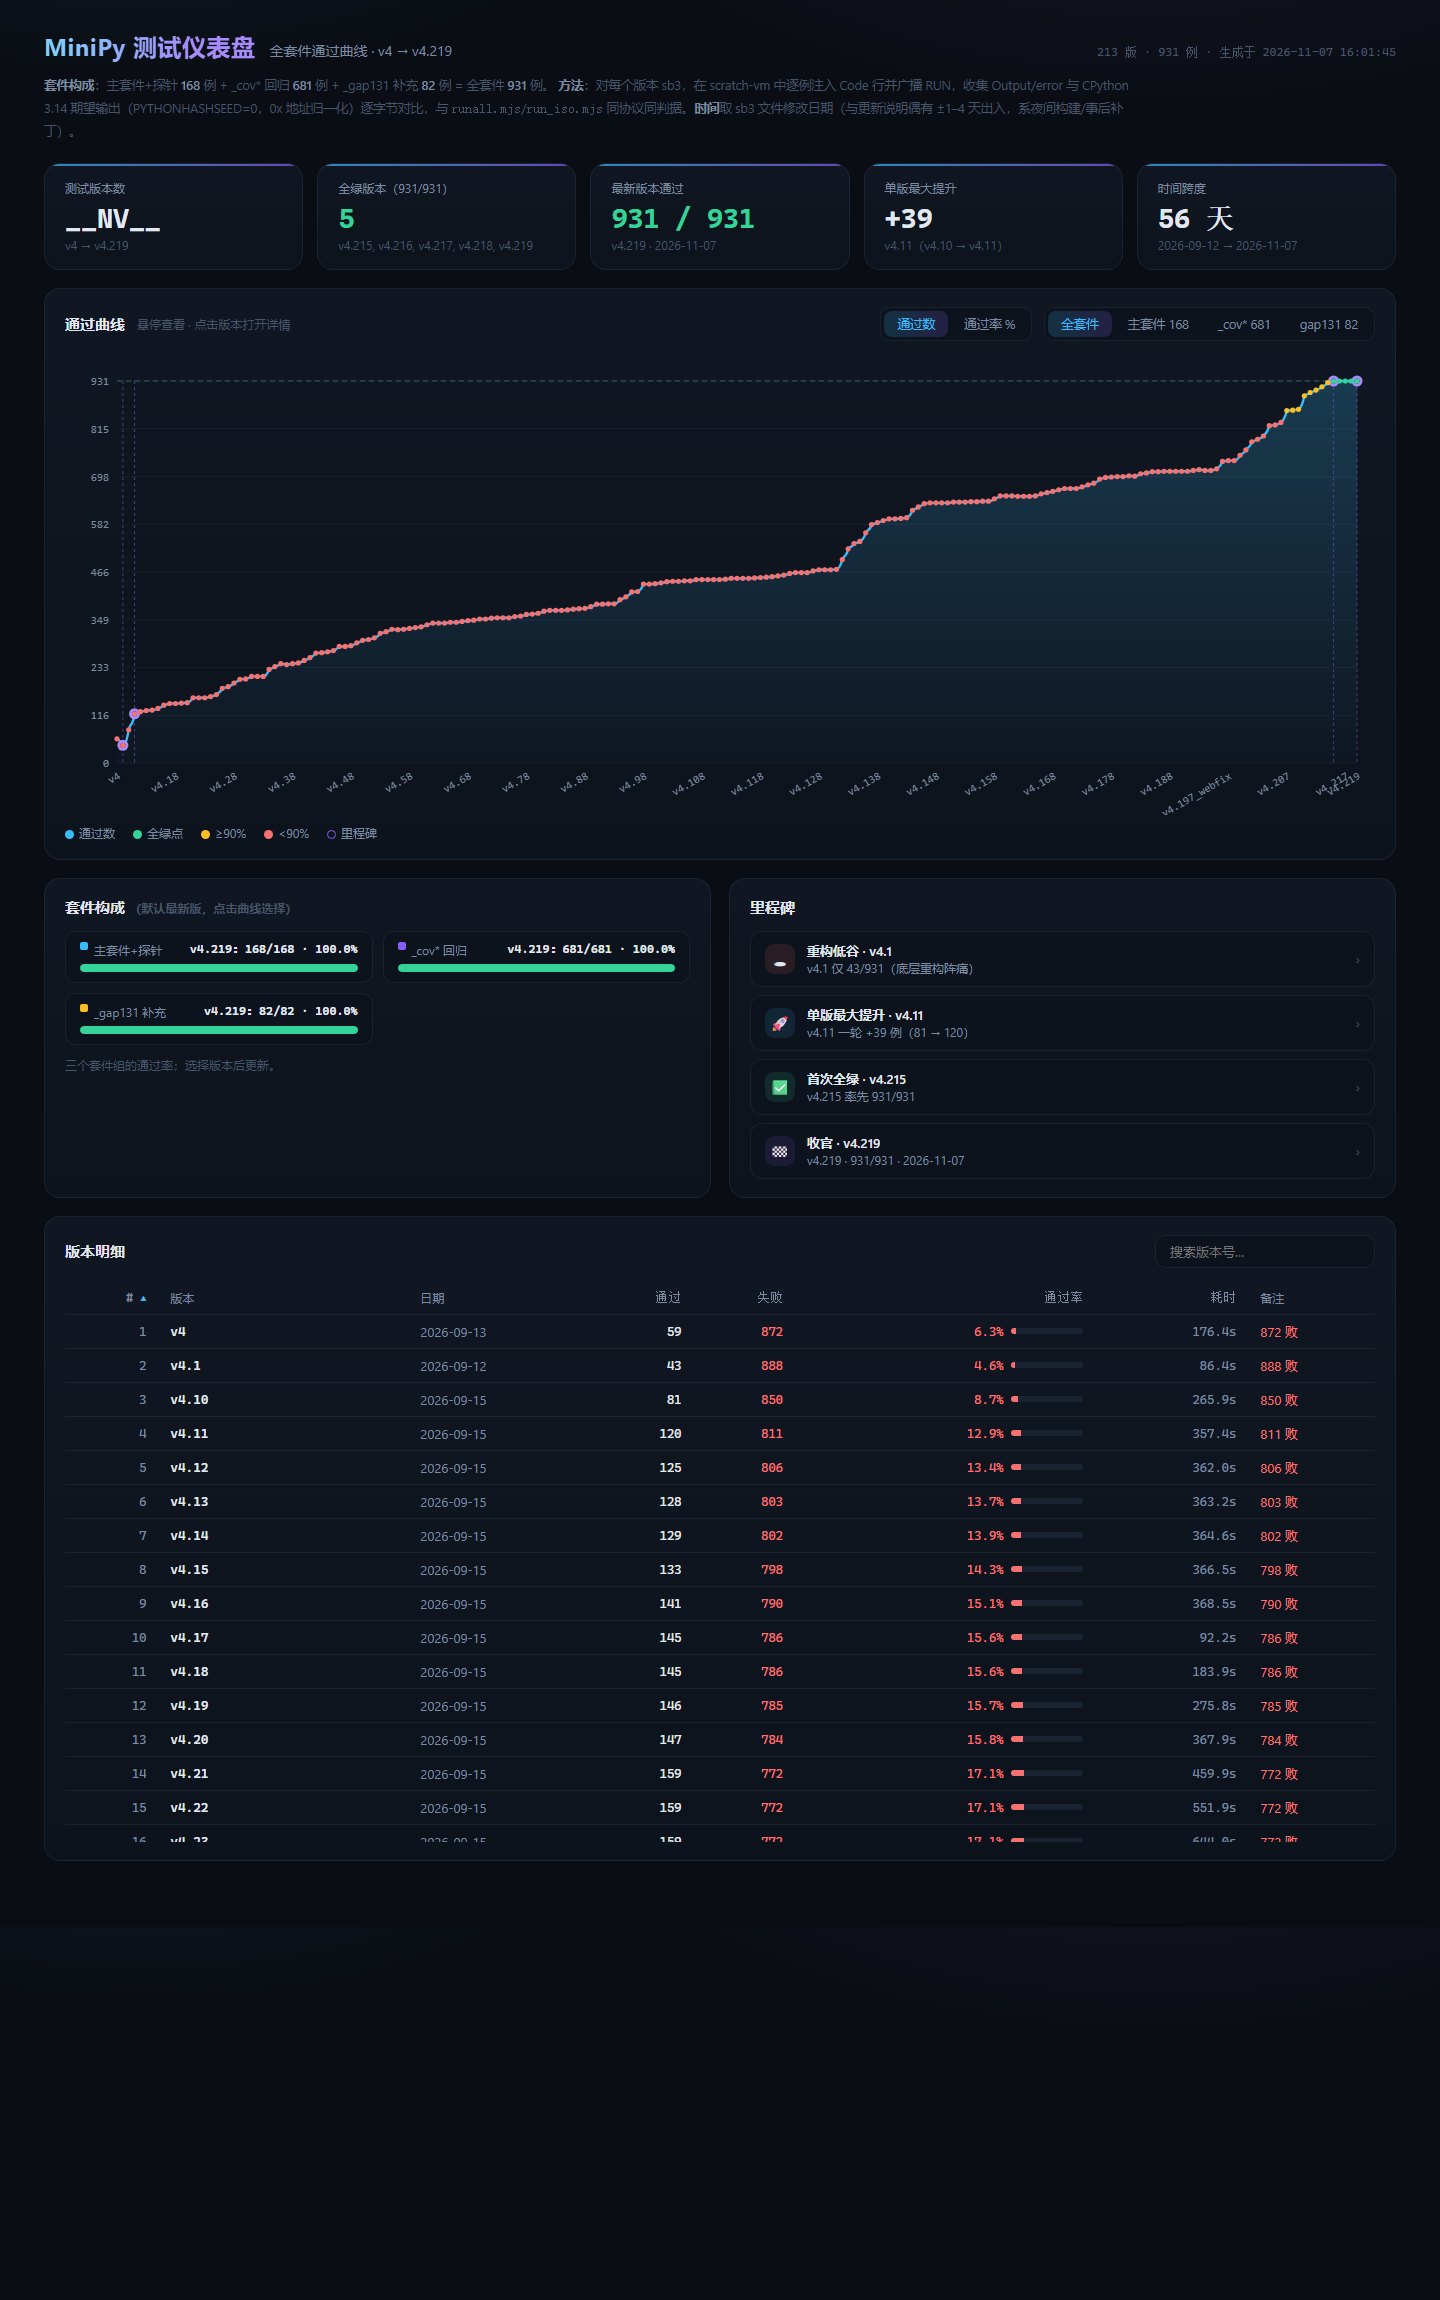 MiniPy 测试仪表盘 全套件通过曲线 · v4 → v4.219 213 版 · 931 例 · 生成于 2026-11-07 16:01:45
套件构成：主套件+探针 168 例 + _cov* 回归 681 例 + _gap131 补充 82 例 = 全套件 931 例。 方法：对每个版本 sb3，在 scratch-vm 中逐例注入 Code 行并广播 RUN，收集 Output/error 与 CPython
3.14 期望输出（PYTHONHASHSEED=0，0x 地址归一化）逐字节对比，与 runall.mjs/run_iso.mjs 同协议同判据。时间取 sb3 文件修改日期（与更新说明偶有 ±1–4 天出入，系夜间构建/事后补
丁）。
测试版本数
__NV__
v4 → v4.219
全绿版本（931/931）
5
v4.215, v4.216, v4.217, v4.218, v4.219
最新版本通过
931 / 931
v4.219 · 2026-11-07
单版最大提升
+39
v4.11（v4.10 → v4.11）
时间跨度
56 天
2026-09-12 → 2026-11-07
通过曲线 悬停查看 · 点击版本打开详情 通过数 通过率 % 全套件 主套件 168 _cov* 681 gap131 82
931
815
698
582
466
349
233
116
0
v4 v4.18 v4.28 v4.38 v4.48 v4.58 v4.68 v4.78 v4.88 v4.98 v4.108 v4.118 v4.128 v4.138 v4.148 v4.158 v4.168 v4.178 v4.188 v4.197_webfix v4.207 v4.217 v4.219
通过数 全绿点 ≥90% <90% 里程碑
套件构成 (默认最新版，点击曲线选择)
主套件+探针 v4.219: 168/168 · 100.0%
_cov* 回归 v4.219: 681/681 · 100.0%
_gap131 补充 v4.219: 82/82 · 100.0%
三个套件组的通过率；选择版本后更新。
里程碑
重构低谷 · v4.1
v4.1 仅 43/931（底层重构阵痛）
›
单版最大提升 · v4.11
v4.11 一轮 +39 例（81 → 120）
›
首次全绿 · v4.215
v4.215 率先 931/931
›
收官 · v4.219
v4.219 · 931/931 · 2026-11-07
›
版本明细 搜索版本号...
# ▲ 版本 日期 通过 失败 通过率 耗时 备注
1 v4 2026-09-13 59 872 6.3% 176.4s 872 败
2 v4.1 2026-09-12 43 888 4.6% 86.4s 888 败
3 v4.10 2026-09-15 81 850 8.7% 265.9s 850 败
4 v4.11 2026-09-15 120 811 12.9% 357.4s 811 败
5 v4.12 2026-09-15 125 806 13.4% 362.0s 806 败
6 v4.13 2026-09-15 128 803 13.7% 363.2s 803 败
7 v4.14 2026-09-15 129 802 13.9% 364.6s 802 败
8 v4.15 2026-09-15 133 798 14.3% 366.5s 798 败
9 v4.16 2026-09-15 141 790 15.1% 368.5s 790 败
10 v4.17 2026-09-15 145 786 15.6% 92.2s 786 败
11 v4.18 2026-09-15 145 786 15.6% 183.9s 786 败
12 v4.19 2026-09-15 146 785 15.7% 275.8s 785 败
13 v4.20 2026-09-15 147 784 15.8% 367.9s 784 败
14 v4.21 2026-09-15 159 772 17.1% 459.9s 772 败
15 v4.22 2026-09-15 159 772 17.1% 551.9s 772 败
16 v4.23 2026-09-15 159 772 17.1% 644.0s 772 败